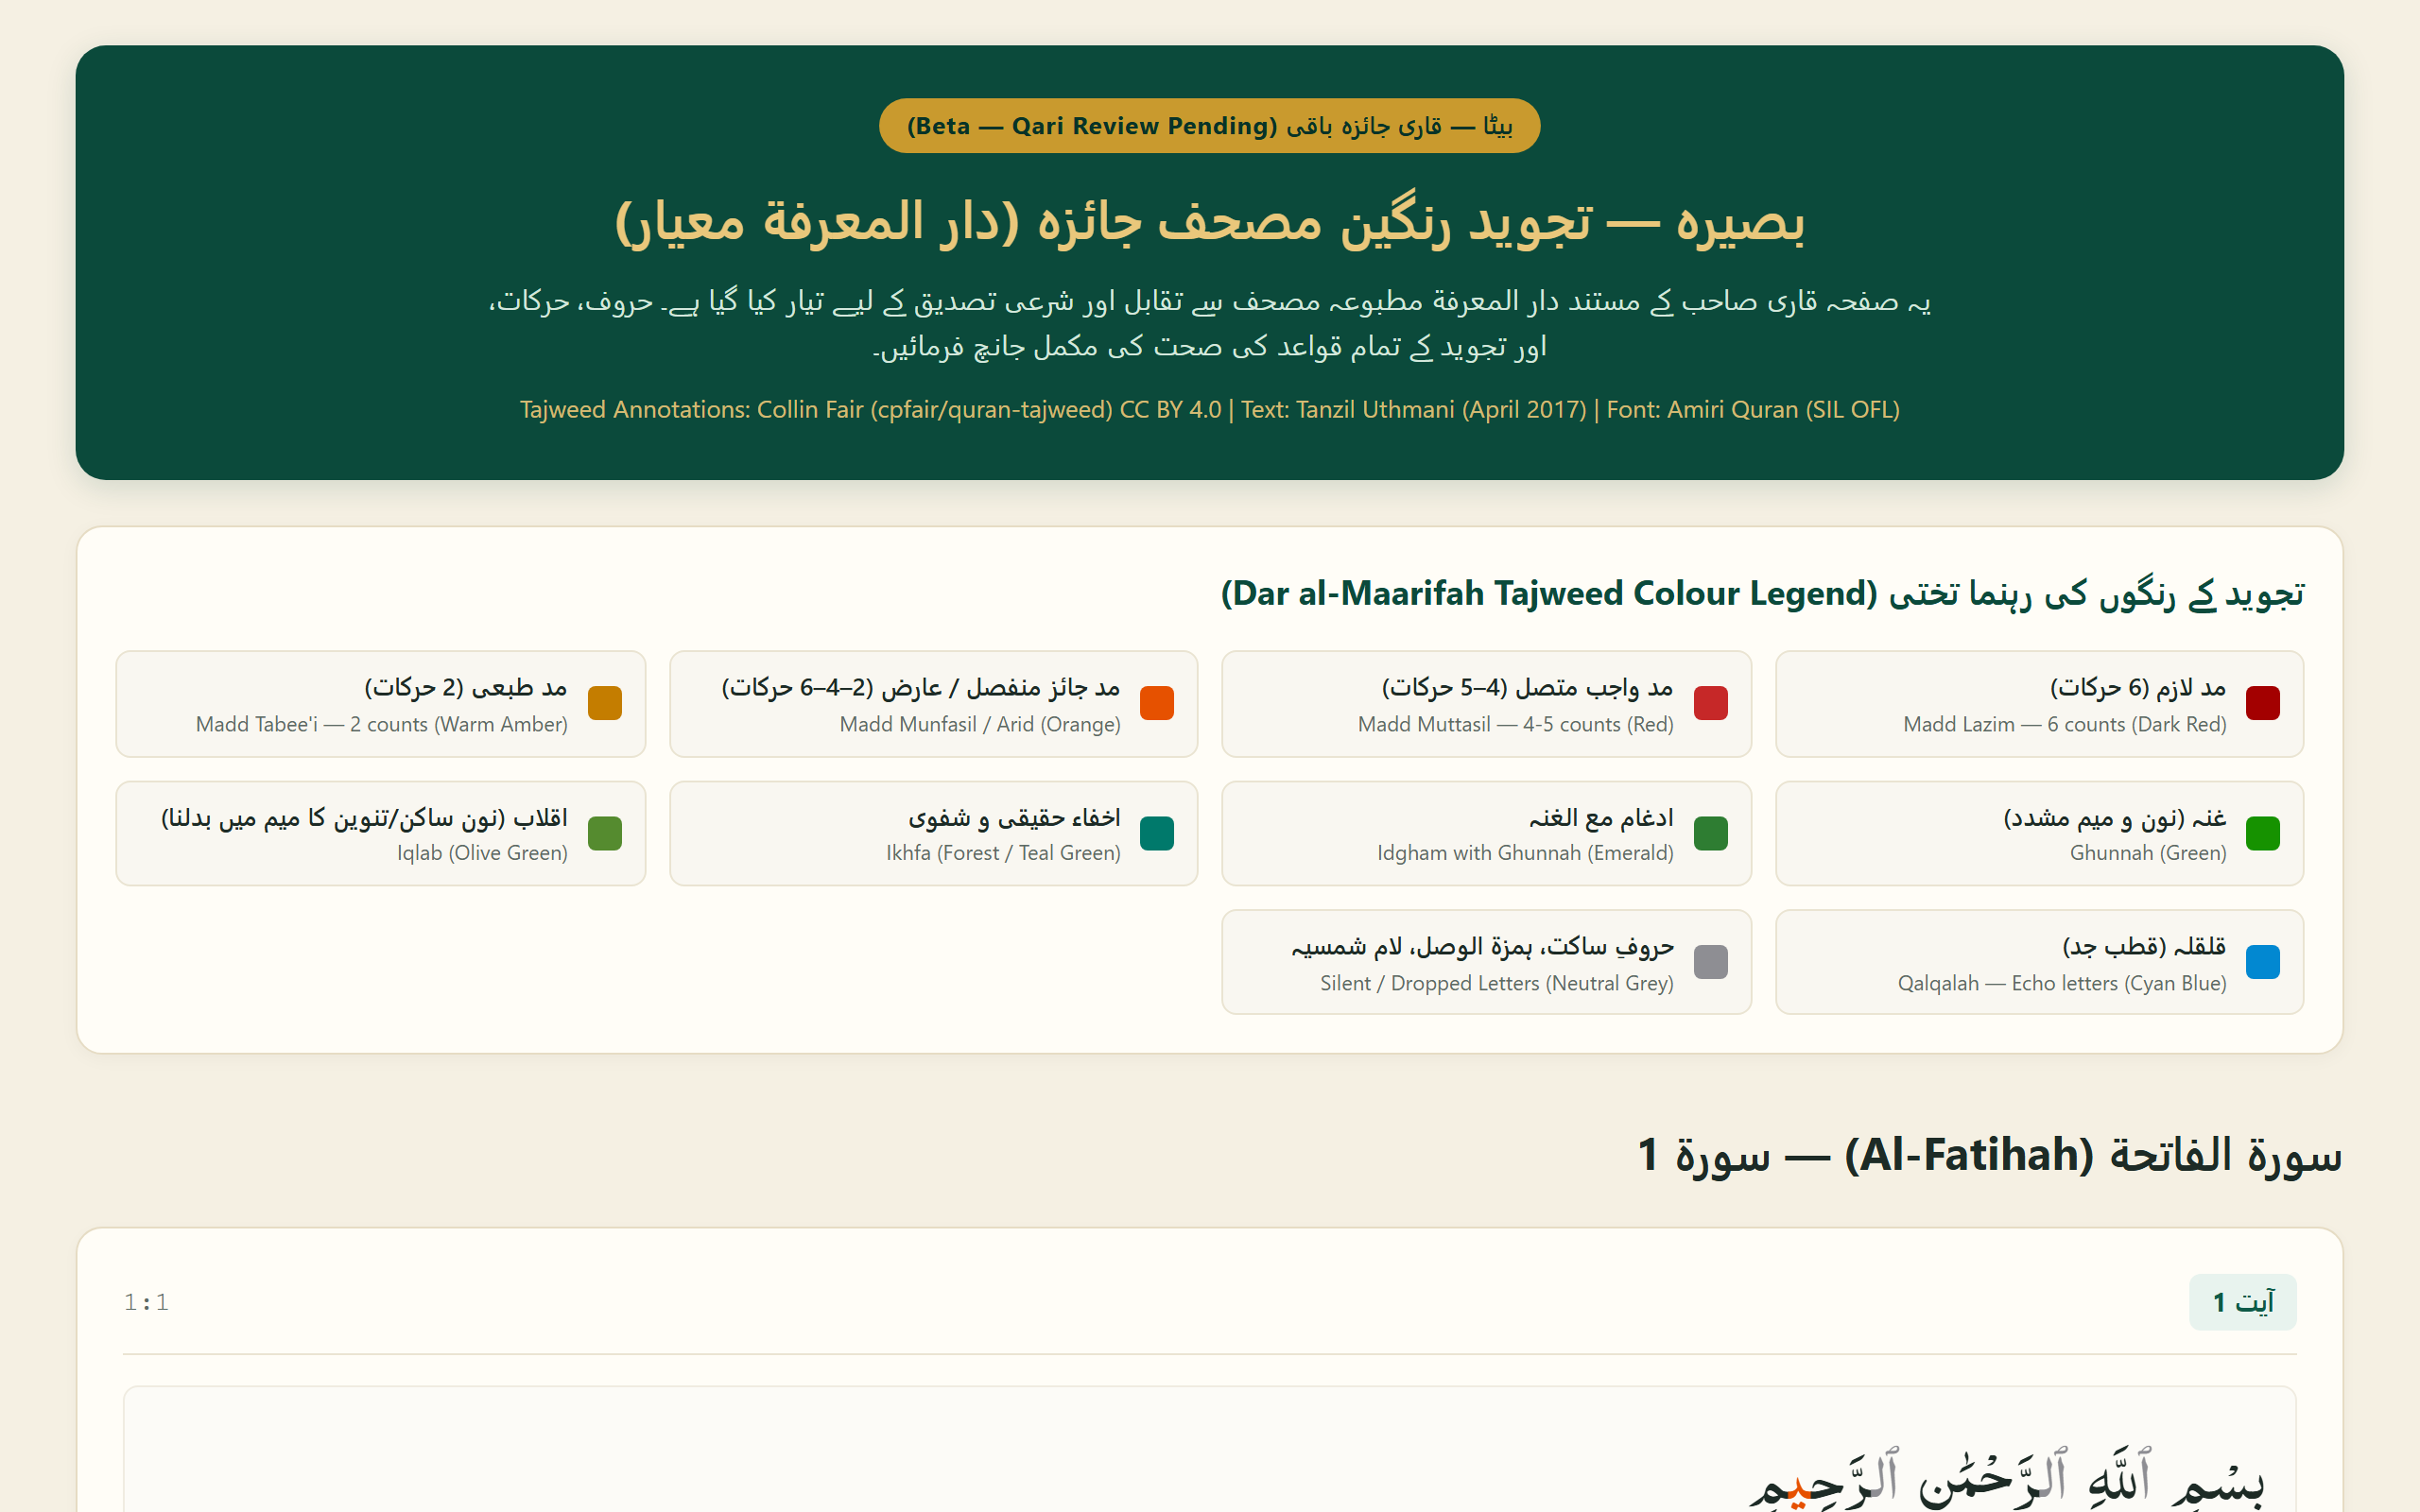 بیٹا — قاری جائزہ باقی (Beta — Qari Review Pending)
بصیرہ — تجوید رنگین مصحف جائزہ (دار المعرفة معیار)
یہ صفحہ قاری صاحب کے مستند دار المعرفة مطبوعہ مصحف سے تقابل اور شرعی تصدیق کے لیے تیار کیا گیا ہے۔ حروف، حرکات،
اور تجوید کے تمام قواعد کی صحت کی مکمل جانچ فرمائیں۔
Tajweed Annotations: Collin Fair (cpfair/quran-tajweed) CC BY 4.0 | Text: Tanzil Uthmani (April 2017) | Font: Amiri Quran (SIL OFL)
تجوید کے رنگوں کی رہنما تختی (Dar al-Maarifah Tajweed Colour Legend)
مد لازم (6 حرکات)
Madd Lazim — 6 counts (Dark Red)
مد واجب متصل (4–5 حرکات)
Madd Muttasil — 4-5 counts (Red)
مد جائز منفصل / عارض (2–4–6 حرکات)
Madd Munfasil / Arid (Orange)
مد طبعی (2 حرکات)
Madd Tabee'i — 2 counts (Warm Amber)
غنہ (نون و میم مشدد)
Ghunnah (Green)
ادغام مع الغنہ
Idgham with Ghunnah (Emerald)
اخفاء حقیقی و شفوی
Ikhfa (Forest / Teal Green)
اقلاب (نون ساکن/تنوین کا میم میں بدلنا)
Iqlab (Olive Green)
قلقلہ (قطب جد)
Qalqalah — Echo letters (Cyan Blue)
حروفِ ساکت، ہمزة الوصل، لام شمسیہ
Silent / Dropped Letters (Neutral Grey)
سورة الفاتحة (Al-Fatihah) — سورة 1
آیت 1
1:1
بِسْمِ ٱللَّهِ ٱلرَّحْمَٰنِ ٱلرَّحِيمِ